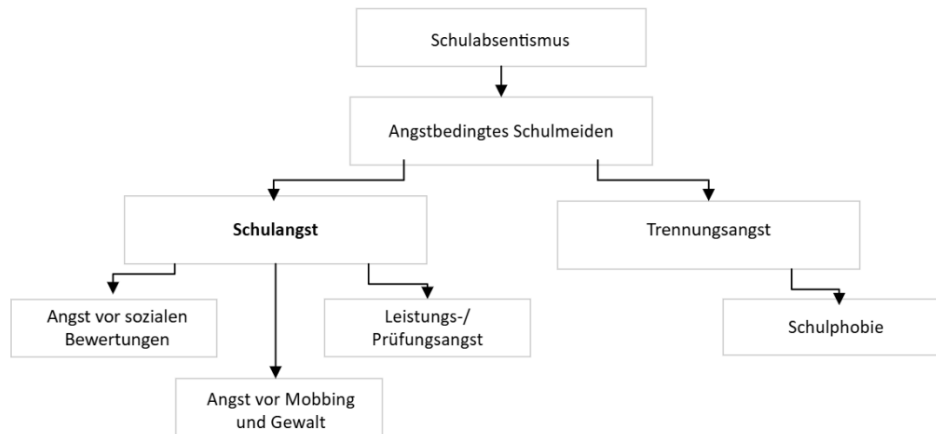 Schulabsentismus
Angstbedingtes Schulmeiden
Schulangst
Trennungsangst
Angst vor sozialen
Bewertungen
Leistungs-/
Prüfungsangst
Schulphobie
Angst vor Mobbing
und Gewalt